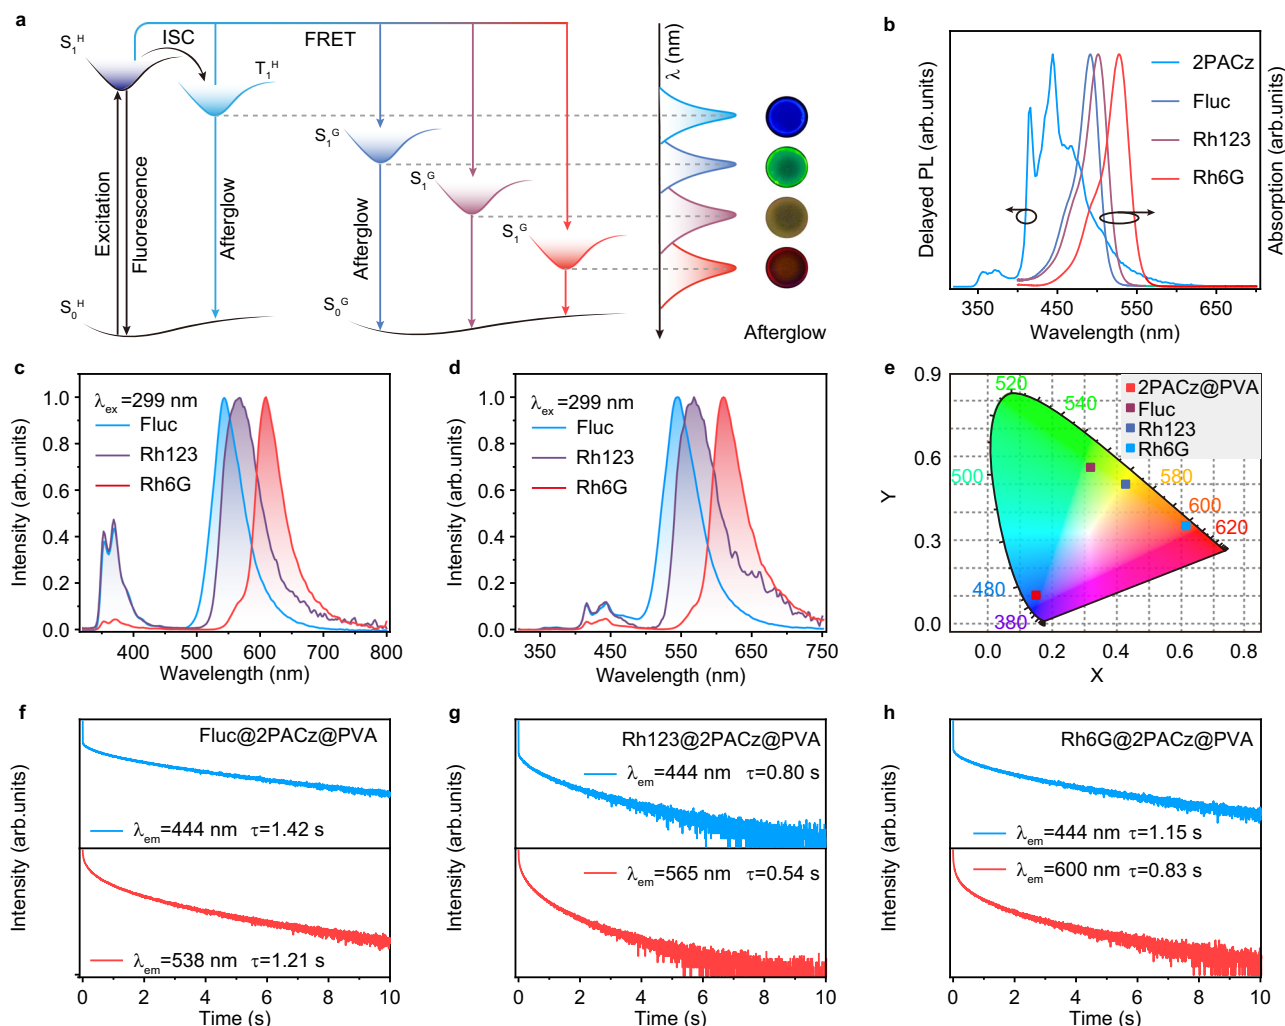 a
S1H
ISC
FRET
T1H
S1G
S1G
S1G
Excitation
Fluorescence
Afterglow
Afterglow
S0H
S0G
λ (nm)
Afterglow
b
2PACz
Fluc
Rh123
Rh6G
Delayed PL (arb.units)
Absorption (arb.units)
350 450 550 650
Wavelength (nm)
c
λex=299 nm
Fluc
Rh123
Rh6G
Intensity (arb.units)
1.0
0.8
0.6
0.4
0.2
0.0
400 500 600 700 800
Wavelength (nm)
d
λex=299 nm
Fluc
Rh123
Rh6G
Intensity (arb.units)
1.0
0.8
0.6
0.4
0.2
0.0
350 450 550 650 750
Wavelength (nm)
e
2PACz@PVA
Fluc
Rh123
Rh6G
520
540
500
580
600
620
480
380
Y
0.9
0.6
0.3
0.0
0.0 0.2 0.4 0.6 0.8
X
f
Fluc@2PACz@PVA
λem=444 nm τ=1.42 s
λem=538 nm τ=1.21 s
Intensity (arb.units)
0 2 4 6 8 10
Time (s)
g
Rh123@2PACz@PVA
λem=444 nm τ=0.80 s
λem=565 nm τ=0.54 s
Intensity (arb.units)
0 2 4 6 8 10
Time (s)
h
Rh6G@2PACz@PVA
λem=444 nm τ=1.15 s
λem=600 nm τ=0.83 s
Intensity (arb.units)
0 2 4 6 8 10
Time (s)